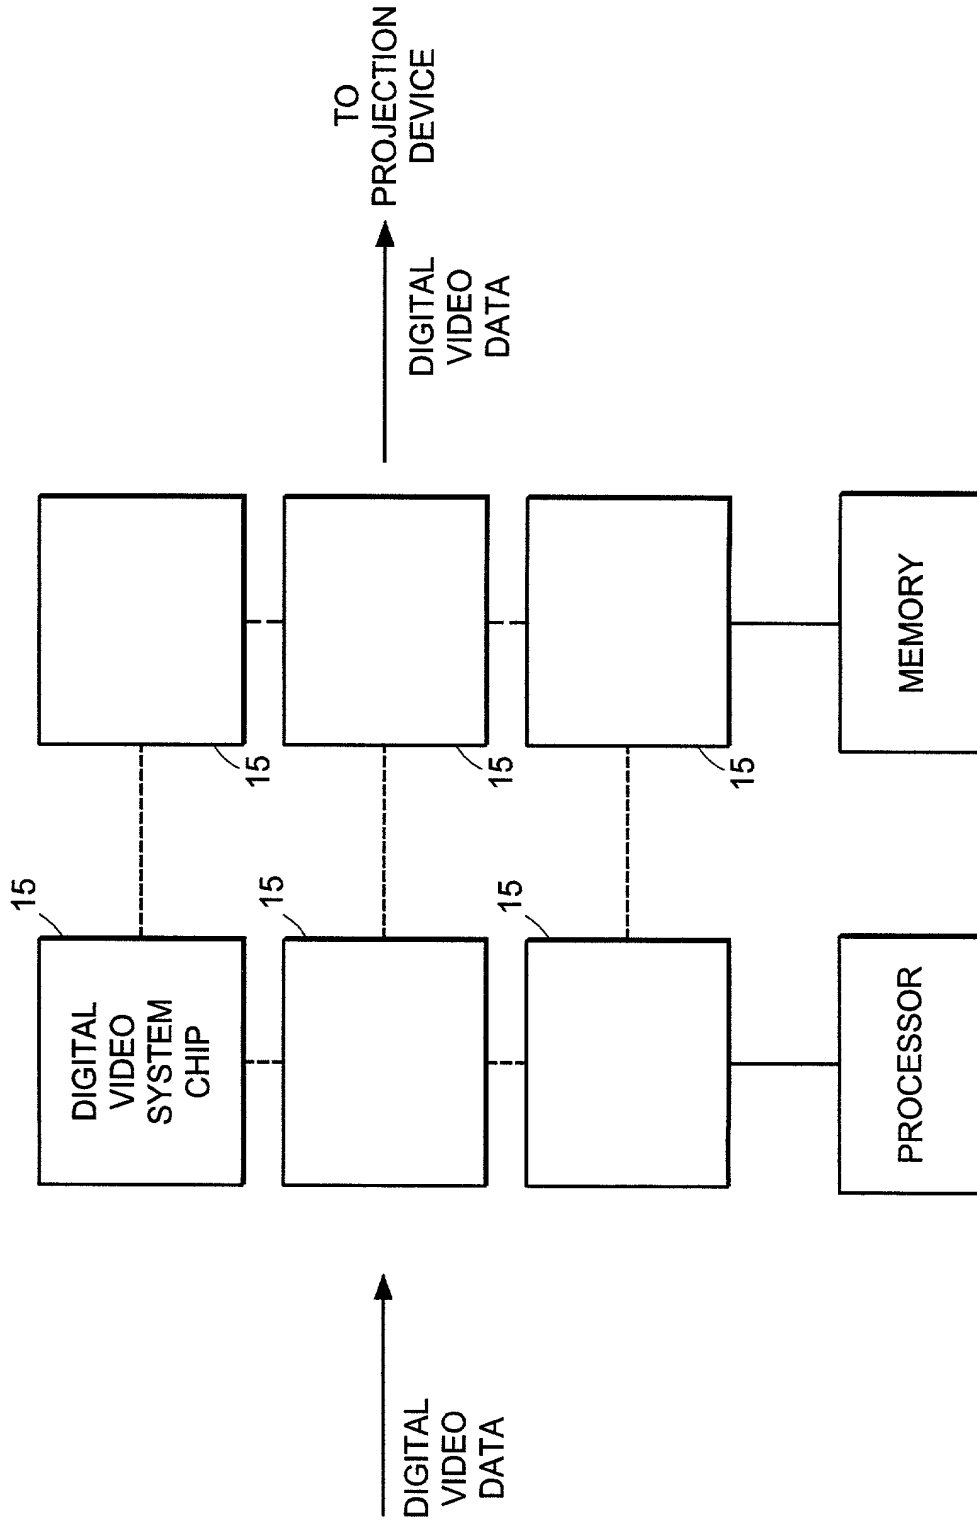 15
DIGITAL
VIDEO
SYSTEM
CHIP
15
TO
PROJECTION
DEVICE
DIGITAL
VIDEO
DATA
DIGITAL
VIDEO
DATA
15
15
15
15
PROCESSOR
MEMORY